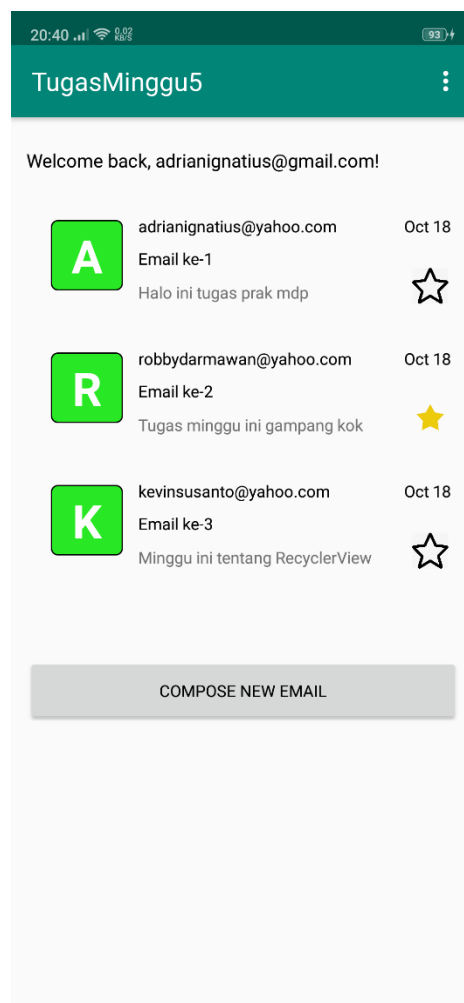 20:40 0.02 KB/S 93
TugasMinggu5
Welcome back, adrianignatius@gmail.com!
A adrianignatius@yahoo.com Oct 18
Email ke-1
Halo ini tugas prak mdp
R robbydarmawan@yahoo.com Oct 18
Email ke-2
Tugas minggu ini gampang kok
K kevinsusanto@yahoo.com Oct 18
Email ke-3
Minggu ini tentang RecyclerView
COMPOSE NEW EMAIL